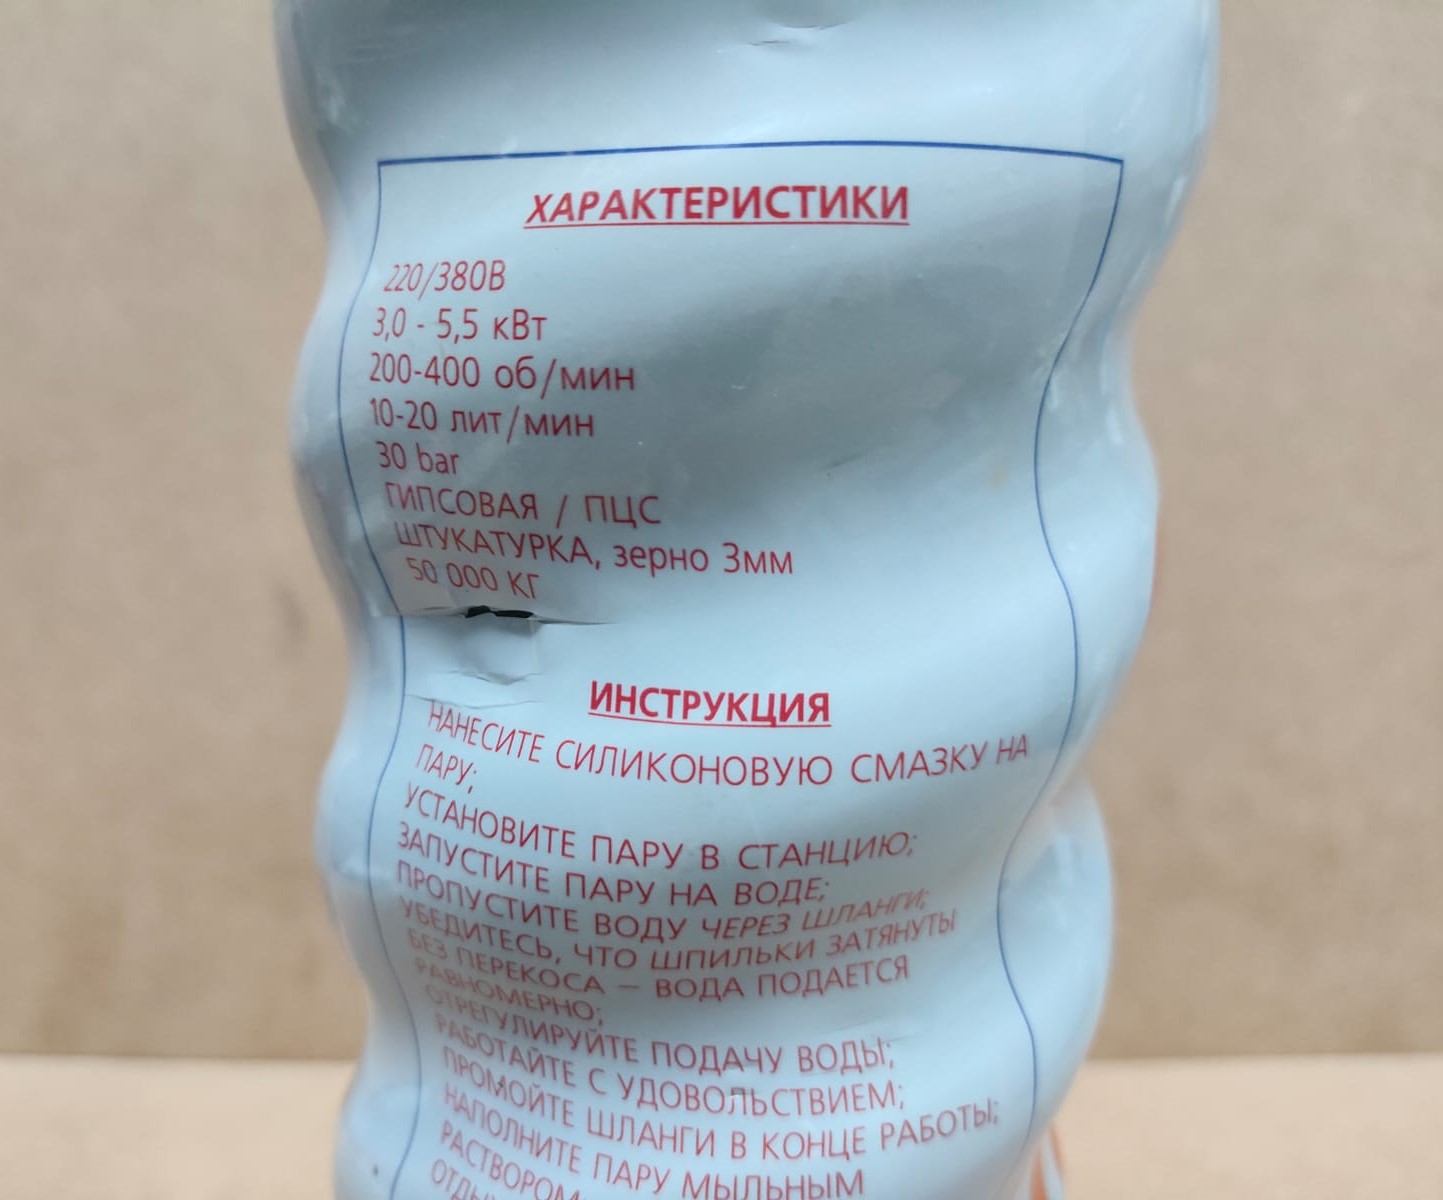 ХАРАКТЕРИСТИКИ
220/380В
3,0 - 5,5 кВт
200-400 об/мин
10-20 лит/мин
30 bar
ГИПСОВАЯ / ПЦС
ШТУКАТУРКА, зерно 3мм
50 000 КГ
ИНСТРУКЦИЯ
НАНЕСИТЕ СИЛИКОНОВУЮ СМАЗКУ НА
ПАРУ;
УСТАНОВИТЕ ПАРУ В СТАНЦИЮ;
ЗАПУСТИТЕ ПАРУ НА ВОДЕ;
ПРОПУСТИТЕ ВОДУ ЧЕРЕЗ ШЛАНГИ;
УБЕДИТЕСЬ, ЧТО ШПИЛЬКИ ЗАТЯНУТЫ
БЕЗ ПЕРЕКОСА — ВОДА ПОДАЕТСЯ
РАВНОМЕРНО;
ОТРЕГУЛИРУЙТЕ ПОДАЧУ ВОДЫ;
РАБОТАЙТЕ С УДОВОЛЬСТВИЕМ;
ПРОМОЙТЕ ШЛАНГИ В КОНЦЕ РАБОТЫ;
НАПОЛНИТЕ ПАРУ МЫЛЬНЫМ
РАСТВОРОМ